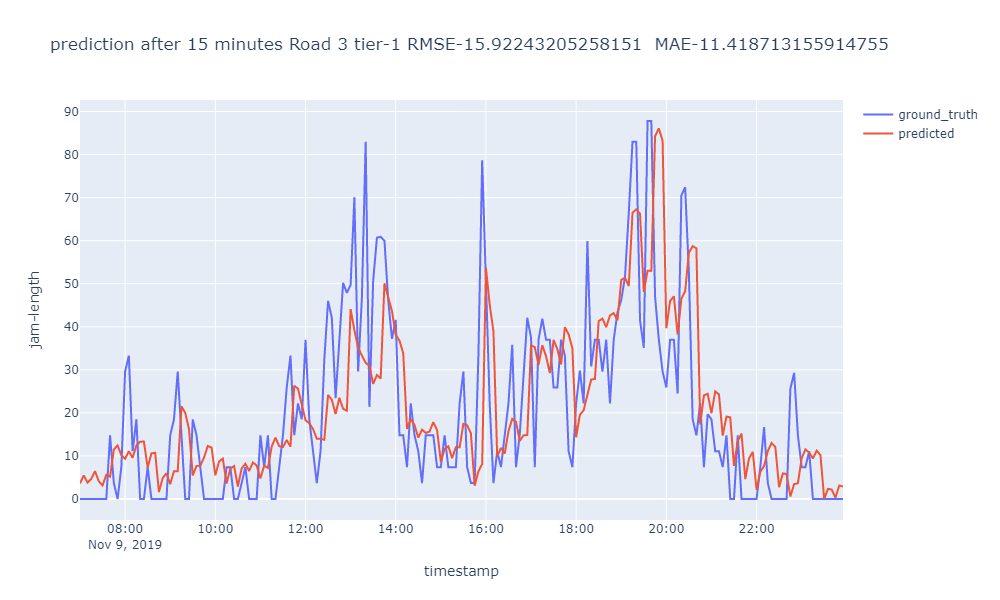 prediction after 15 minutes Road 3 tier-1 RMSE-15.92243205258151  MAE-11.418713155914755
ground_truth
predicted
90
80
70
60
50
40
30
20
10
0
jam-length
08:00 10:00 12:00 14:00 16:00 18:00 20:00 22:00
Nov 9, 2019
timestamp